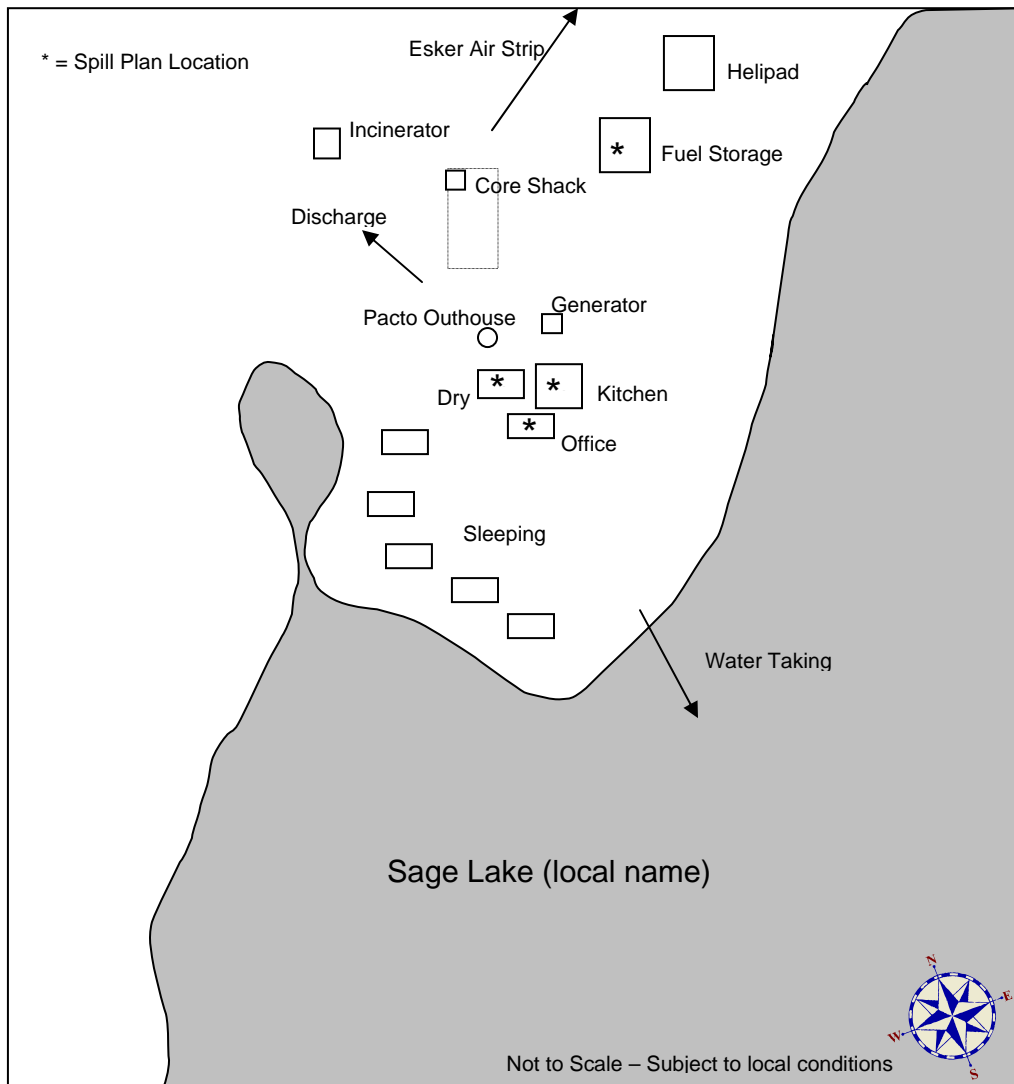 Esker Air Strip
* = Spill Plan Location
Helipad
Incinerator
* Fuel Storage
Core Shack
Discharge
Generator
Pacto Outhouse
* *
Dry
Kitchen
*
Office
Sleeping
Water Taking
Sage Lake (local name)
N
E
W
S
Not to Scale – Subject to local conditions